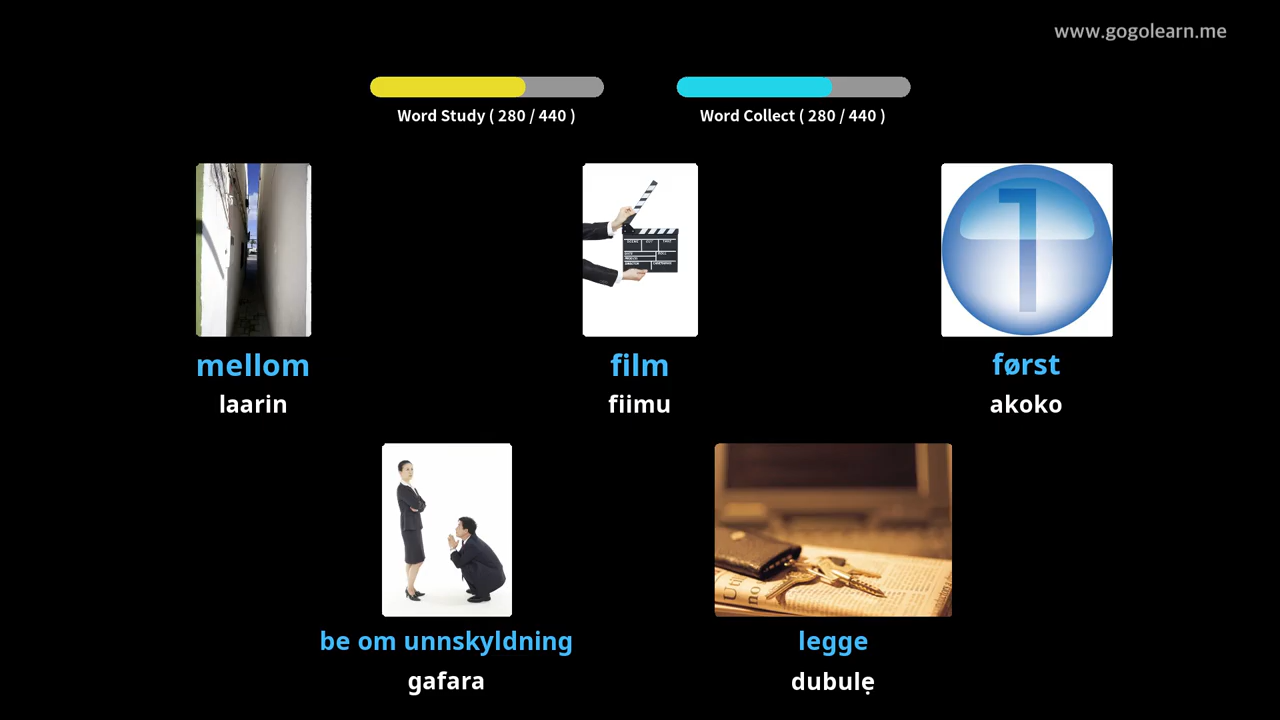 www.gogolearn.me
Word Study ( 280 / 440 )
Word Collect ( 280 / 440 )
mellom
laarin
film
fiimu
først
akoko
be om unnskyldning
gafara
legge
dubulẹ